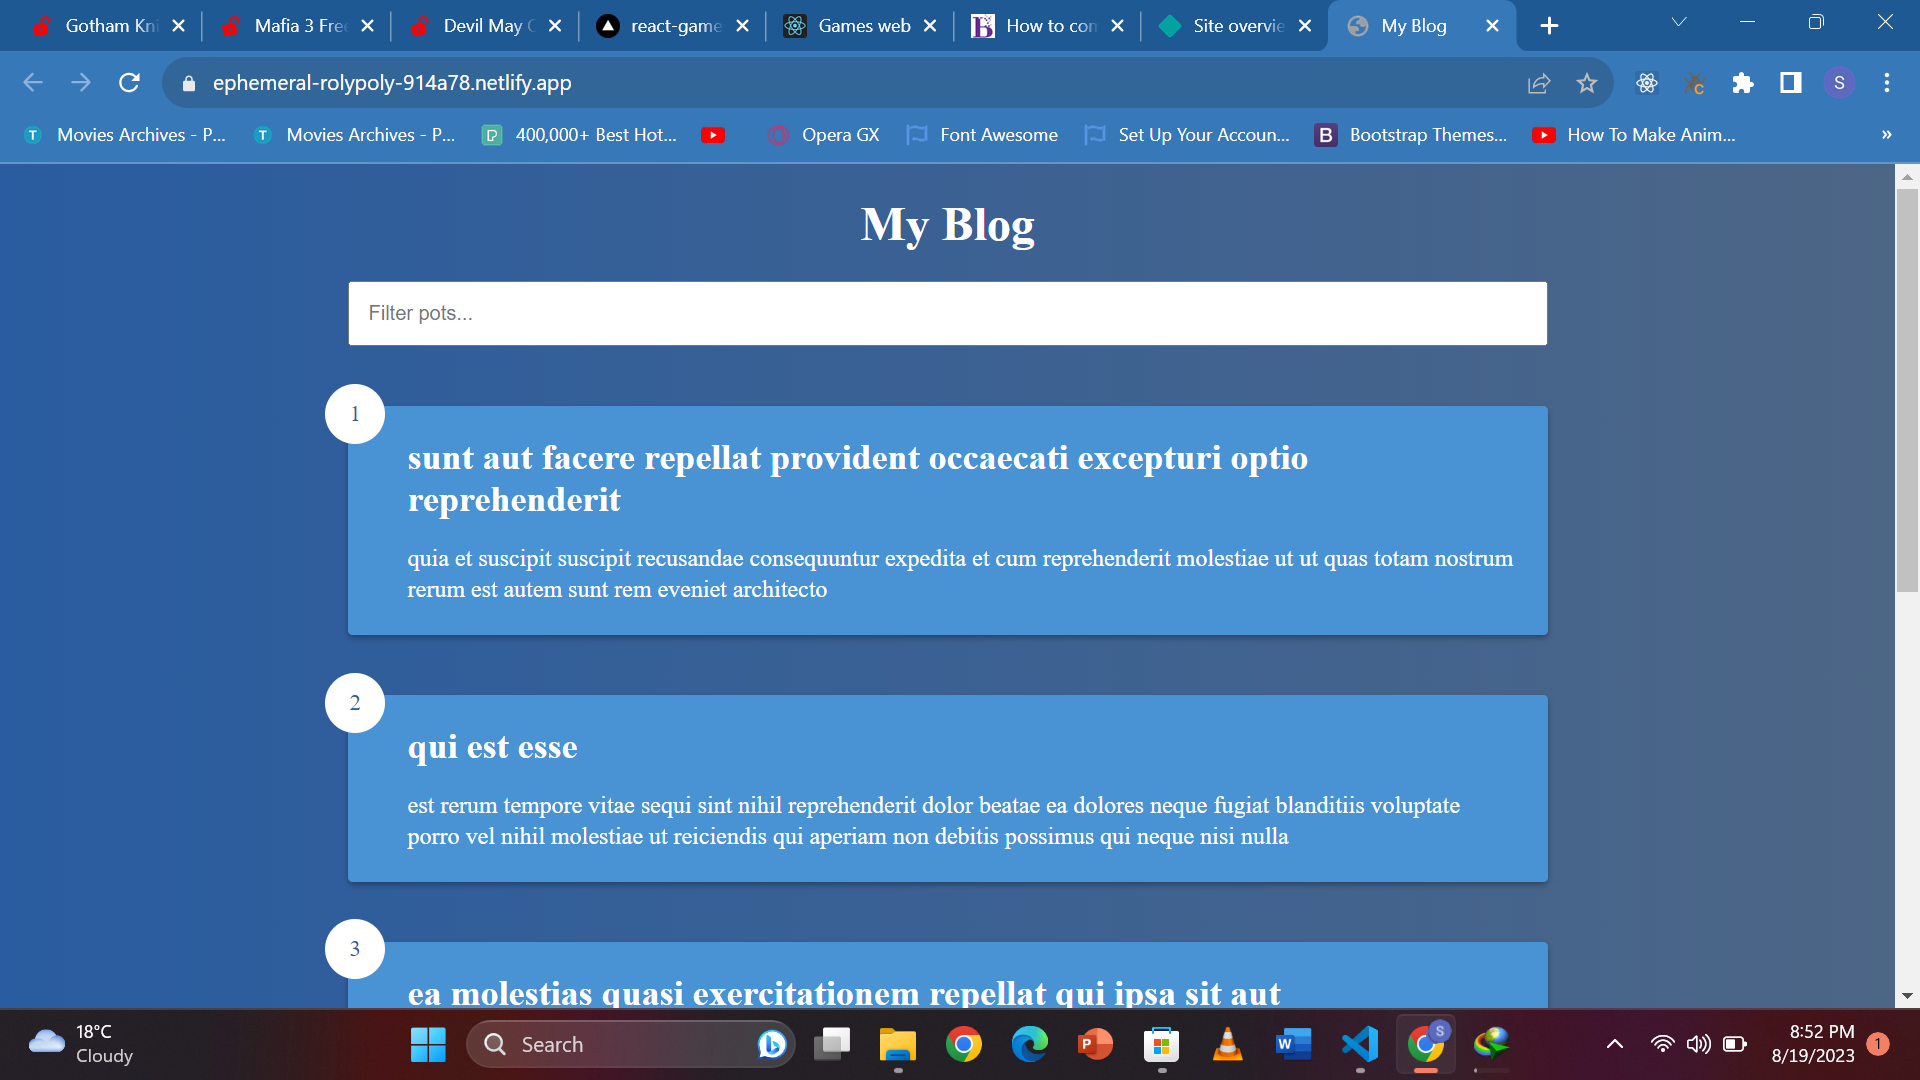 Gotham Kni
Mafia 3 Free
Devil May C
react-game
Games web
How to con
Site overvie
My Blog
ephemeral-rolypoly-914a78.netlify.app
S
T Movies Archives - P...
T Movies Archives - P...
400,000+ Best Hot...
Opera GX
Font Awesome
Set Up Your Accoun...
B Bootstrap Themes...
How To Make Anim...
»
My Blog
Filter pots...
1
sunt aut facere repellat provident occaecati excepturi optio
reprehenderit
quia et suscipit suscipit recusandae consequuntur expedita et cum reprehenderit molestiae ut ut quas totam nostrum
rerum est autem sunt rem eveniet architecto
2
qui est esse
est rerum tempore vitae sequi sint nihil reprehenderit dolor beatae ea dolores neque fugiat blanditiis voluptate
porro vel nihil molestiae ut reiciendis qui aperiam non debitis possimus qui neque nisi nulla
3
ea molestias quasi exercitationem repellat qui ipsa sit aut
18°C
Cloudy
Search
8:52 PM
8/19/2023
1